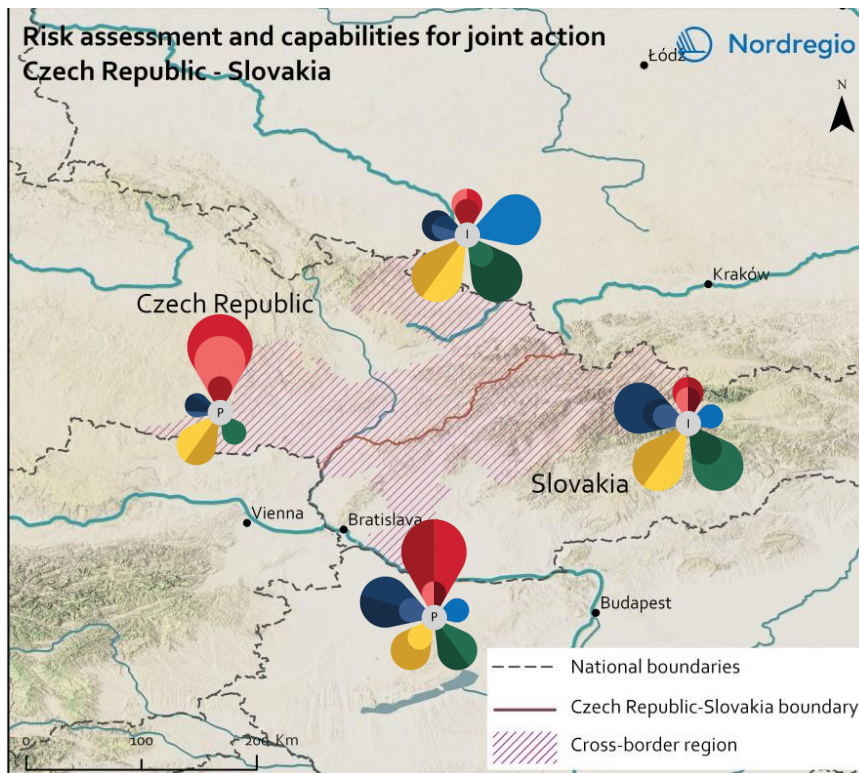 Risk assessment and capabilities for joint action
Czech Republic - Slovakia
Nordregio
Łódź
N
I
Kraków
Czech Republic
P
I
Slovakia
Vienna
Bratislava
P
Budapest
National boundaries
Czech Republic-Slovakia boundary
Cross-border region
0 100 200 Km